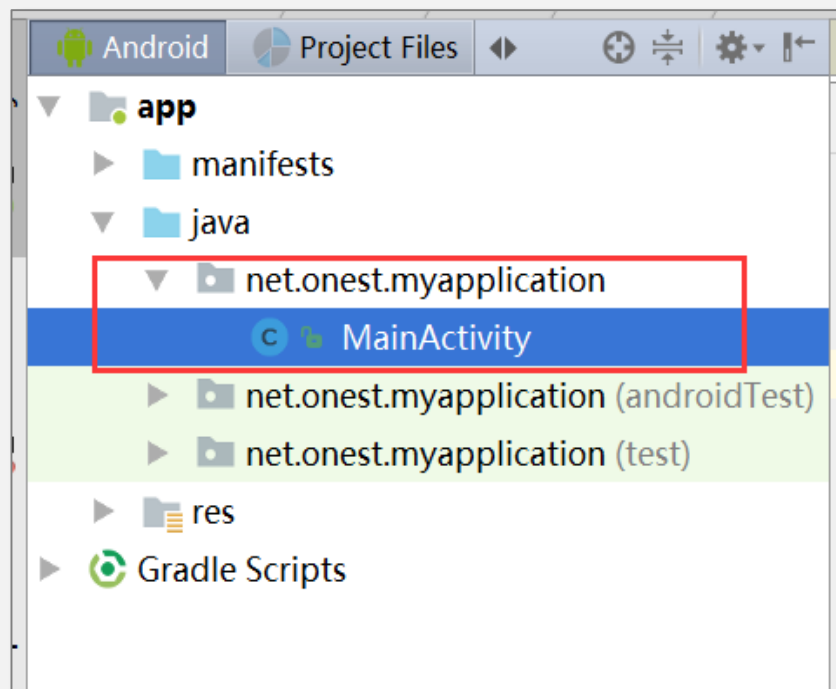 Android Project Files
app
manifests
java
net.onest.myapplication
C MainActivity
net.onest.myapplication (androidTest)
net.onest.myapplication (test)
res
Gradle Scripts